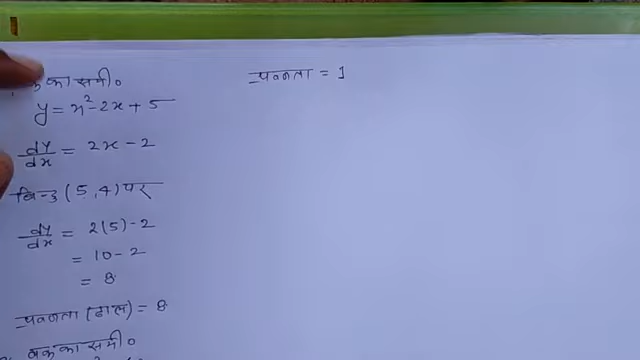 का समी०
y = x² - 2x + 5
dy/dx = 2x - 2
बिन्दु (5, 4) पर
dy/dx = 2(5) - 2
= 10 - 2
= 8
प्रवणता (ढाल) = 8
वक्र का समी०
प्रवणता = 1